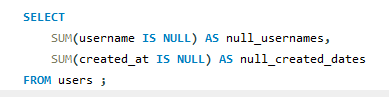 SELECT
    SUM(username IS NULL) AS null_usernames,
    SUM(created_at IS NULL) AS null_created_dates
FROM users ;